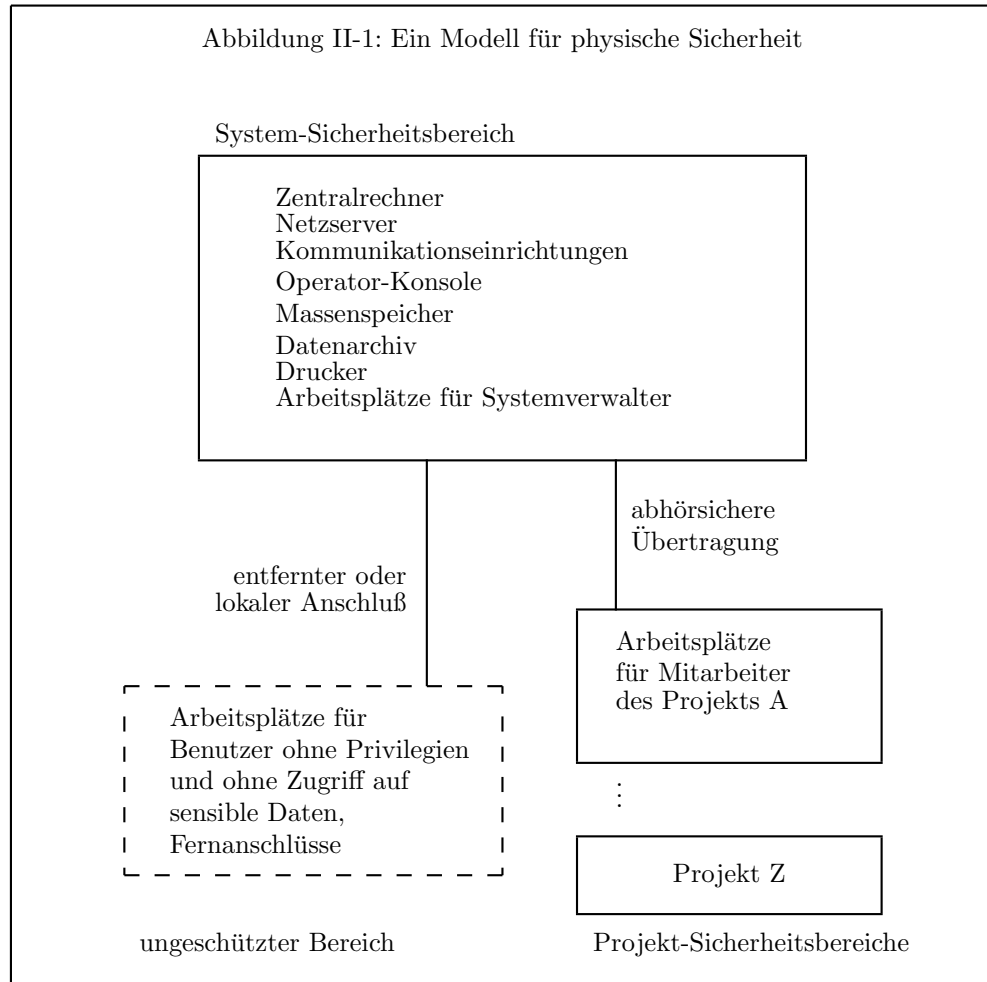 Abbildung II-1: Ein Modell für physische Sicherheit
System-Sicherheitsbereich
Zentralrechner
Netzserver
Kommunikationseinrichtungen
Operator-Konsole
Massenspeicher
Datenarchiv
Drucker
Arbeitsplätze für Systemverwalter
abhörsichere
Übertragung
entfernter oder
lokaler Anschluß
Arbeitsplätze
für Mitarbeiter
des Projekts A
Arbeitsplätze für
Benutzer ohne Privilegien
und ohne Zugriff auf
sensible Daten,
Fernanschlüsse
⋮
Projekt Z
ungeschützter Bereich
Projekt-Sicherheitsbereiche